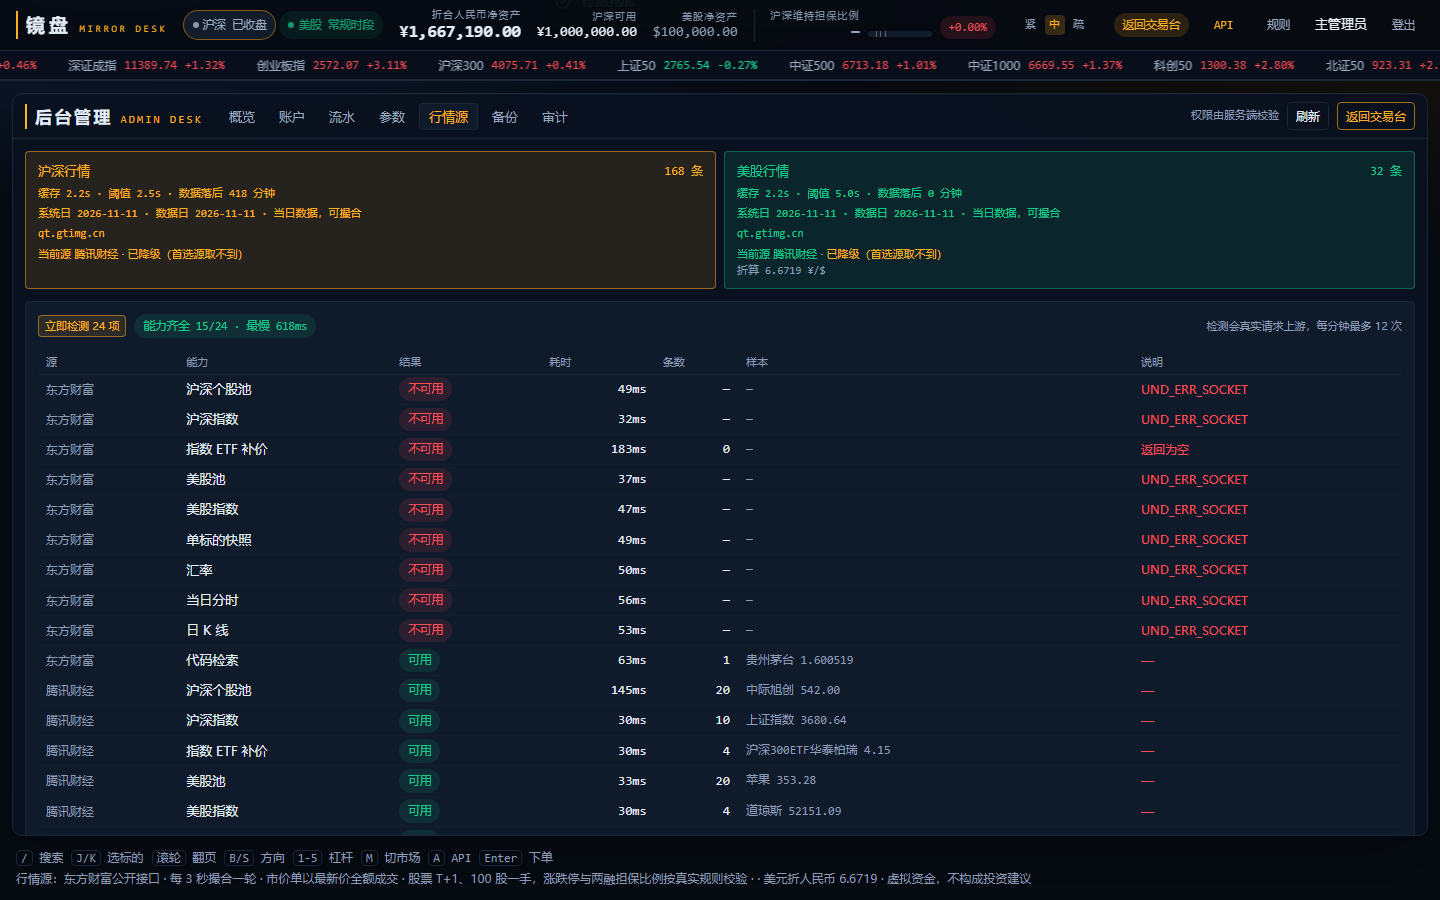 镜盘 MIRROR DESK 沪深 已收盘 美股 常规时段 折合人民币净资产 ¥1,667,190.00 沪深可用 ¥1,000,000.00 美股净资产 $100,000.00 沪深维持担保比例 — +0.00% 紧 中 疏 返回交易台 API 规则 主管理员 登出
+0.46% 深证成指 11389.74 +1.32% 创业板指 2572.07 +3.11% 沪深300 4075.71 +0.41% 上证50 2765.54 -0.27% 中证500 6713.18 +1.01% 中证1000 6669.55 +1.37% 科创50 1300.38 +2.80% 北证50 923.31 +2.
后台管理 ADMIN DESK 概览 账户 流水 参数 行情源 备份 审计 权限由服务端校验 刷新 返回交易台
沪深行情 168 条
缓存 2.2s · 阈值 2.5s · 数据落后 418 分钟
系统日 2026-11-11 · 数据日 2026-11-11 · 当日数据，可撮合
qt.gtimg.cn
当前源 腾讯财经 · 已降级（首选源取不到）
美股行情 32 条
缓存 2.2s · 阈值 5.0s · 数据落后 0 分钟
系统日 2026-11-11 · 数据日 2026-11-11 · 当日数据，可撮合
qt.gtimg.cn
当前源 腾讯财经 · 已降级（首选源取不到）
折算 6.6719 ¥/$
立即检测 24 项 能力齐全 15/24 · 最慢 618ms 检测会真实请求上游，每分钟最多 12 次
源 能力 结果 耗时 条数 样本 说明
东方财富 沪深个股池 不可用 49ms — — UND_ERR_SOCKET
东方财富 沪深指数 不可用 32ms — — UND_ERR_SOCKET
东方财富 指数 ETF 补价 不可用 183ms 0 — 返回为空
东方财富 美股池 不可用 37ms — — UND_ERR_SOCKET
东方财富 美股指数 不可用 47ms — — UND_ERR_SOCKET
东方财富 单标的快照 不可用 49ms — — UND_ERR_SOCKET
东方财富 汇率 不可用 50ms — — UND_ERR_SOCKET
东方财富 当日分时 不可用 56ms — — UND_ERR_SOCKET
东方财富 日 K 线 不可用 53ms — — UND_ERR_SOCKET
东方财富 代码检索 可用 63ms 1 贵州茅台 1.600519 —
腾讯财经 沪深个股池 可用 145ms 20 中际旭创 542.00 —
腾讯财经 沪深指数 可用 30ms 10 上证指数 3680.64 —
腾讯财经 指数 ETF 补价 可用 30ms 4 沪深300ETF华泰柏瑞 4.15 —
腾讯财经 美股池 可用 33ms 20 苹果 353.28 —
腾讯财经 美股指数 可用 30ms 4 道琼斯 52151.09 —
/ 搜索 J/K 选标的 滚轮 翻页 B/S 方向 1-5 杠杆 M 切市场 A API Enter 下单
行情源：东方财富公开接口 · 每 3 秒撮合一轮 · 市价单以最新价全额成交 · 股票 T+1、100 股一手，涨跌停与两融担保比例按真实规则校验 · · 美元折人民币 6.6719 · 虚拟资金，不构成投资建议